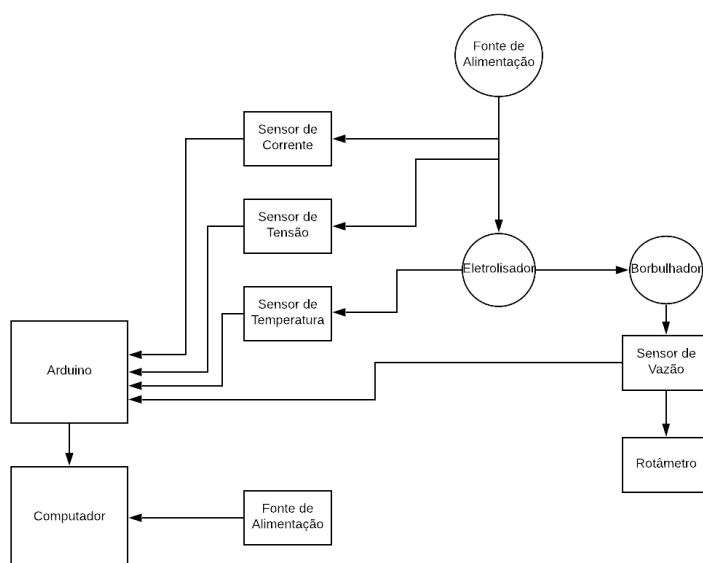 Fonte de
Alimentação
Sensor de
Corrente
Sensor de
Tensão
Eletrolisador
Borbulhador
Sensor de
Temperatura
Arduino
Sensor de
Vazão
Rotâmetro
Computador
Fonte de
Alimentação